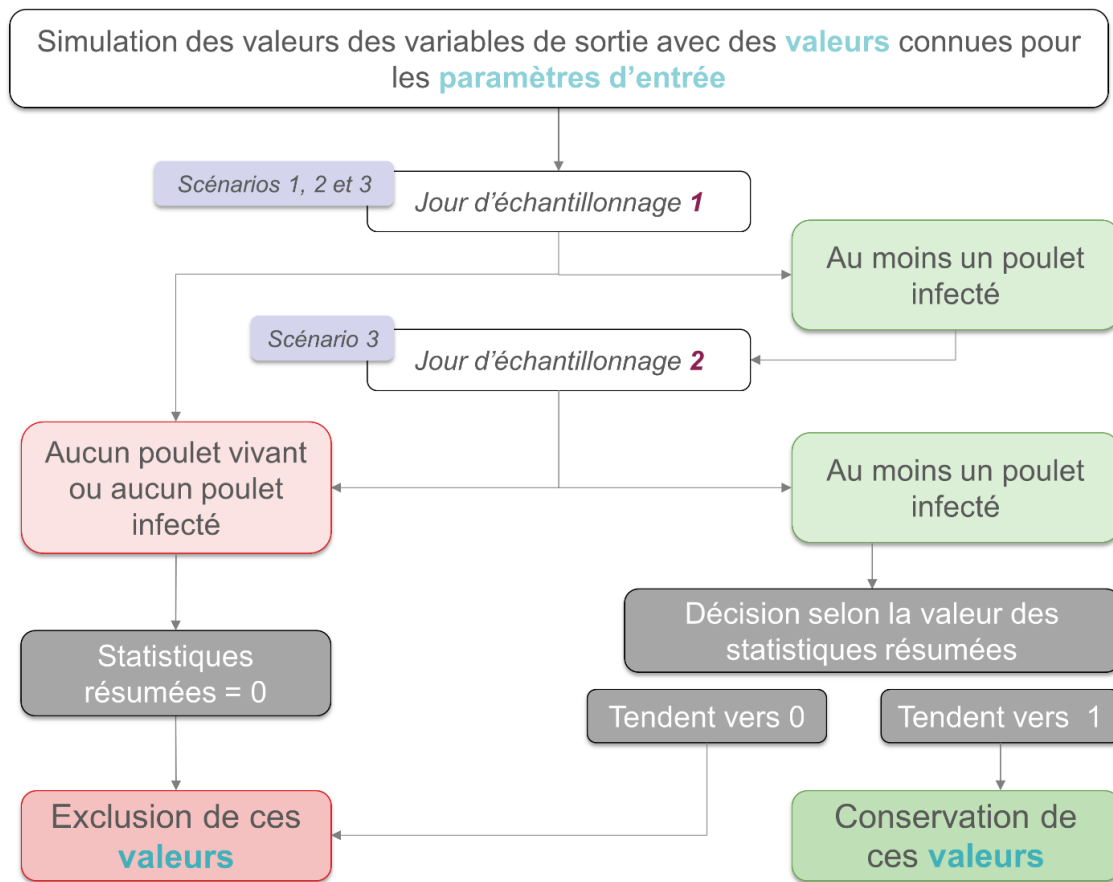 Simulation des valeurs des variables de sortie avec des valeurs connues pour
les paramètres d'entrée
Scénarios 1, 2 et 3
Jour d'échantillonnage 1
Au moins un poulet
infecté
Scénario 3
Jour d'échantillonnage 2
Aucun poulet vivant
ou aucun poulet
infecté
Au moins un poulet
infecté
Statistiques
résumées = 0
Décision selon la valeur des
statistiques résumées
Tendent vers 0
Tendent vers 1
Exclusion de ces
valeurs
Conservation de
ces valeurs